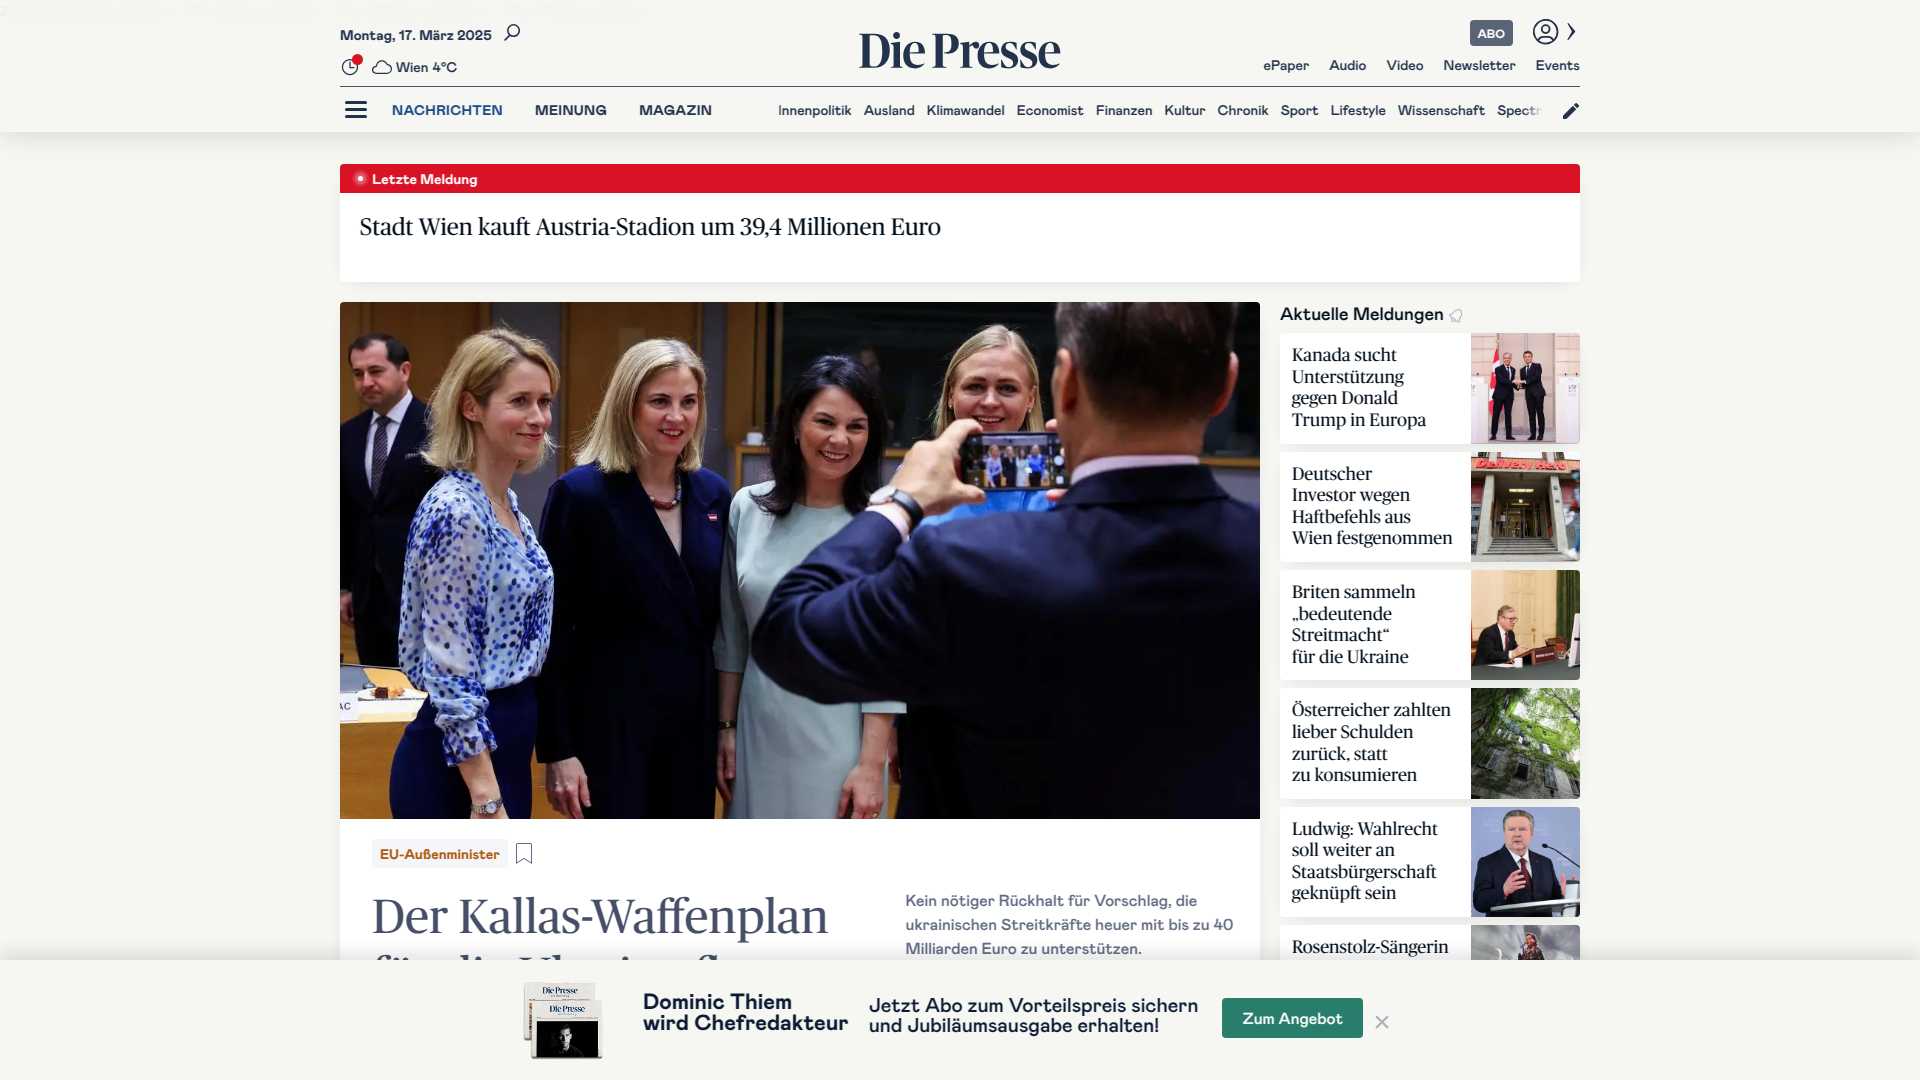 Montag, 17. März 2025
Wien 4°C
Die Presse
ABO
ePaper Audio Video Newsletter Events
NACHRICHTEN MEINUNG MAGAZIN
Innenpolitik Ausland Klimawandel Economist Finanzen Kultur Chronik Sport Lifestyle Wissenschaft Spectr
Letzte Meldung
Stadt Wien kauft Austria-Stadion um 39,4 Millionen Euro
AC
EU-Außenminister
Der Kallas-Waffenplan
Kein nötiger Rückhalt für Vorschlag, die
ukrainischen Streitkräfte heuer mit bis zu 40
Milliarden Euro zu unterstützen.
Aktuelle Meldungen
Kanada sucht
Unterstützung
gegen Donald
Trump in Europa
Deutscher
Investor wegen
Haftbefehls aus
Wien festgenommen
Delivery Hero
Briten sammeln
„bedeutende
Streitmacht“
für die Ukraine
Österreicher zahlten
lieber Schulden
zurück, statt
zu konsumieren
Ludwig: Wahlrecht
soll weiter an
Staatsbürgerschaft
geknüpft sein
Rosenstolz-Sängerin
Die Presse
Die Presse
Dominic Thiem
wird Chefredakteur
Jetzt Abo zum Vorteilspreis sichern
und Jubiläumsausgabe erhalten!
Zum Angebot